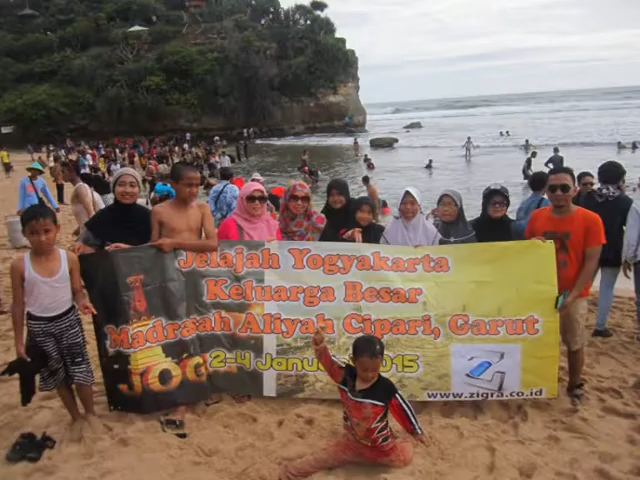 Jelajah Yogyakarta
Keluarga Besar
Madrasah Aliyah Cipari, Garut
JOG
2-4 Januari 2015
www.zigra.co.id